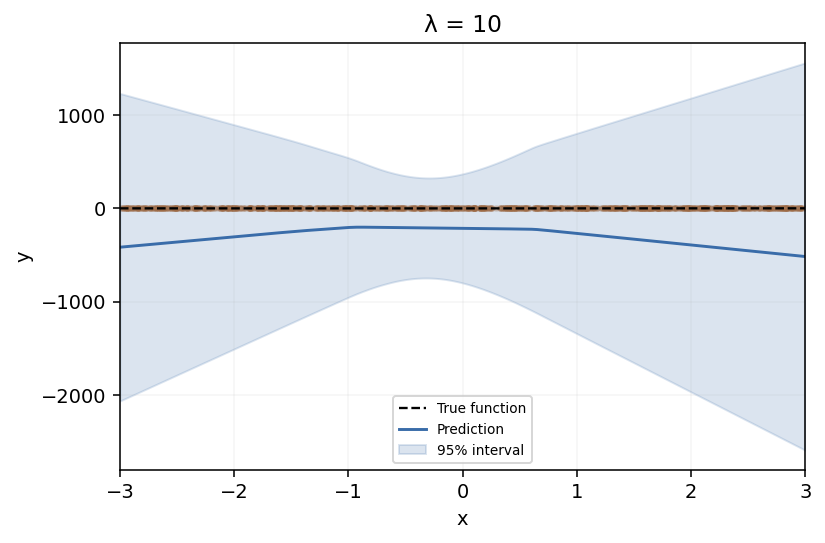 λ = 10
y
1000
0
−1000
−2000
True function
Prediction
95% interval
−3 −2 −1 0 1 2 3
x